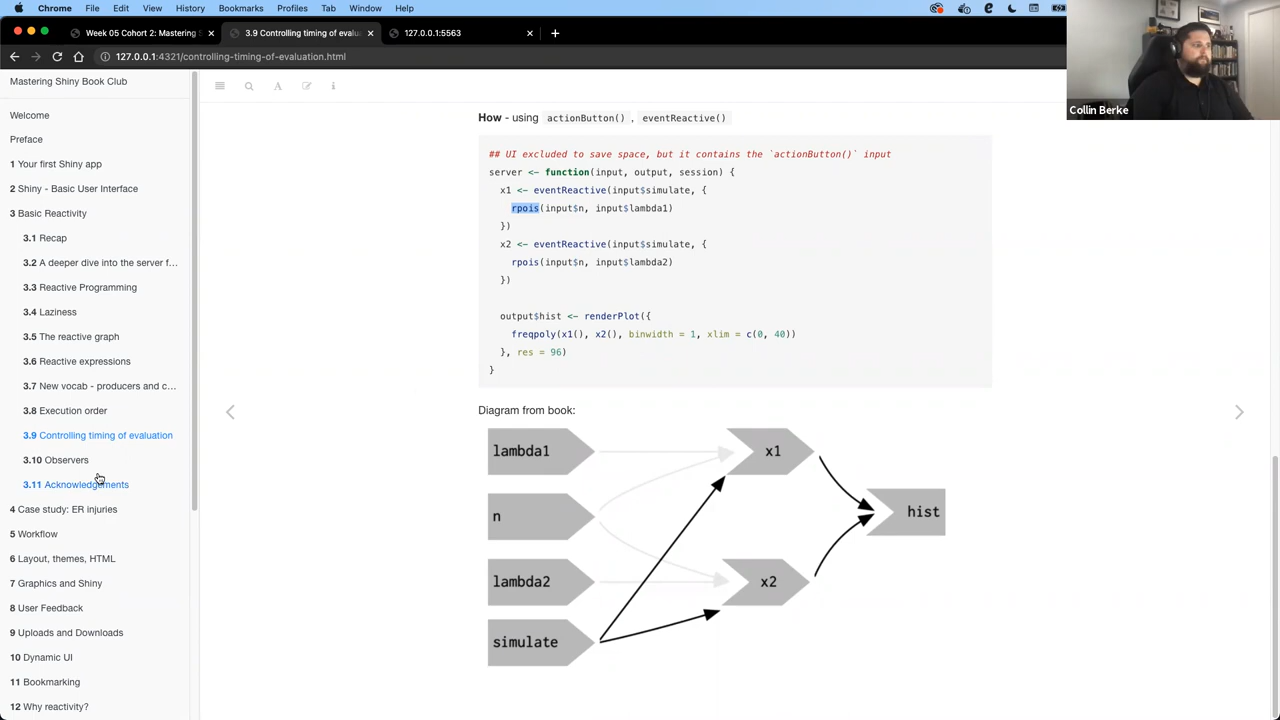 Chrome File Edit View History Bookmarks Profiles Tab Window Help
Week 05 Cohort 2: Mastering S
3.9 Controlling timing of evalua
127.0.0.1:5563
127.0.0.1:4321/controlling-timing-of-evaluation.html
Collin Berke
Mastering Shiny Book Club
Welcome
Preface
1 Your first Shiny app
2 Shiny - Basic User Interface
3 Basic Reactivity
3.1 Recap
3.2 A deeper dive into the server f...
3.3 Reactive Programming
3.4 Laziness
3.5 The reactive graph
3.6 Reactive expressions
3.7 New vocab - producers and c...
3.8 Execution order
3.9 Controlling timing of evaluation
3.10 Observers
3.11 Acknowledgements
4 Case study: ER injuries
5 Workflow
6 Layout, themes, HTML
7 Graphics and Shiny
8 User Feedback
9 Uploads and Downloads
10 Dynamic UI
11 Bookmarking
12 Why reactivity?
How - using actionButton() , eventReactive()
## UI excluded to save space, but it contains the `actionButton()` input
server <- function(input, output, session) {
x1 <- eventReactive(input$simulate, {
rpois(input$n, input$lambda1)
})
x2 <- eventReactive(input$simulate, {
rpois(input$n, input$lambda2)
})
output$hist <- renderPlot({
freqpoly(x1(), x2(), binwidth = 1, xlim = c(0, 40))
}, res = 96)
}
Diagram from book:
lambda1
x1
n
hist
lambda2
x2
simulate